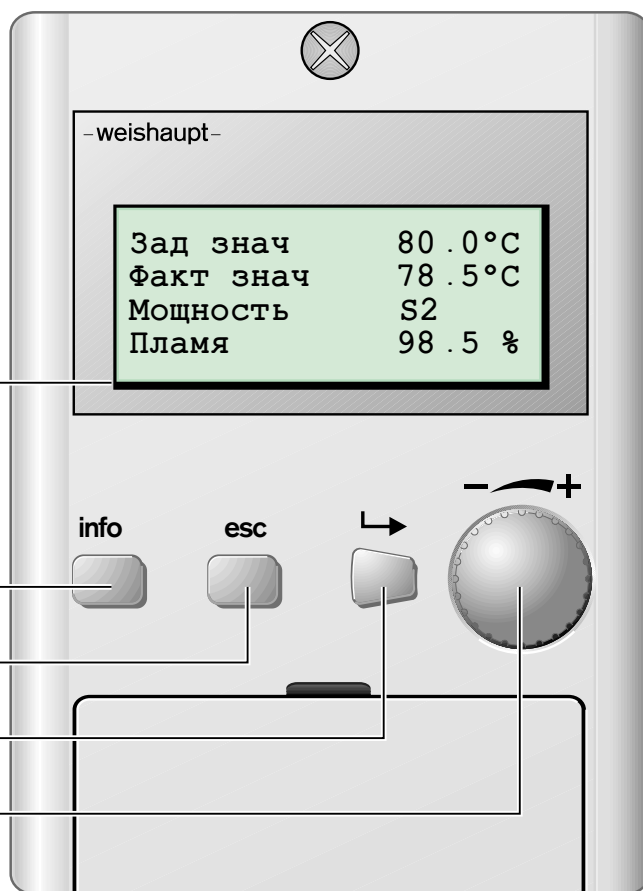 –weishaupt–
Зад знач 80.0°C
Факт знач 78.5°C
Мощность S2
Пламя 98.5 %
info esc